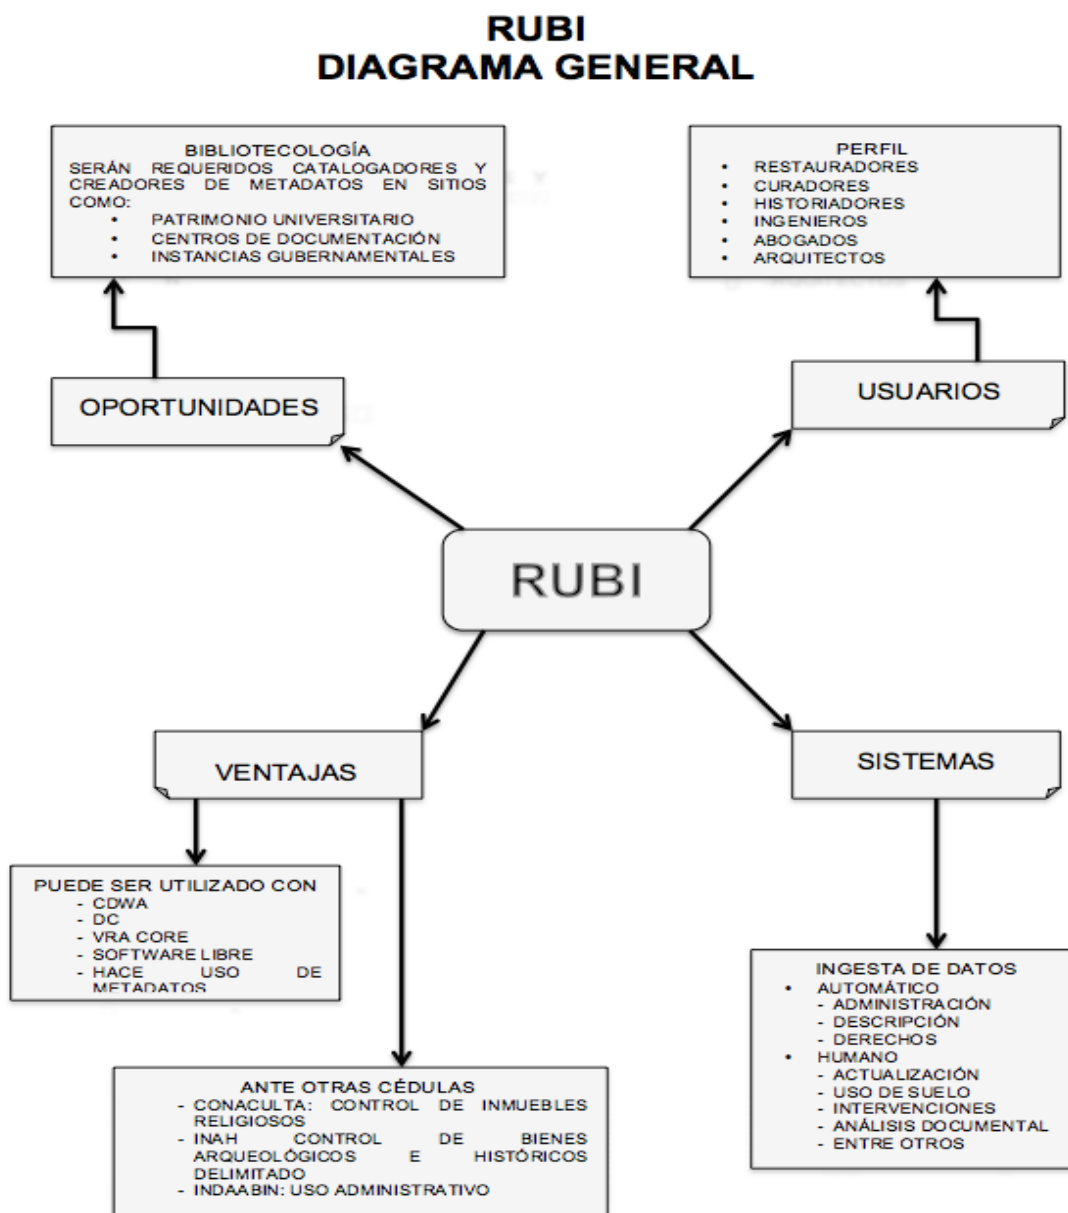 RUBI
DIAGRAMA GENERAL
BIBLIOTECOLOGÍA
SERÁN REQUERIDOS CATALOGADORES Y
CREADORES DE METADATOS EN SITIOS
COMO:
• PATRIMONIO UNIVERSITARIO
• CENTROS DE DOCUMENTACIÓN
• INSTANCIAS GUBERNAMENTALES
PERFIL
• RESTAURADORES
• CURADORES
• HISTORIADORES
• INGENIEROS
• ABOGADOS
• ARQUITECTOS
OPORTUNIDADES
USUARIOS
RUBI
VENTAJAS
SISTEMAS
PUEDE SER UTILIZADO CON
- CDWA
- DC
- VRA CORE
- SOFTWARE LIBRE
- HACE USO DE
METADATOS
INGESTA DE DATOS
• AUTOMÁTICO
- ADMINISTRACIÓN
- DESCRIPCIÓN
- DERECHOS
• HUMANO
- ACTUALIZACIÓN
- USO DE SUELO
- INTERVENCIONES
- ANÁLISIS DOCUMENTAL
- ENTRE OTROS
ANTE OTRAS CÉDULAS
- CONACULTA: CONTROL DE INMUEBLES
RELIGIOSOS
- INAH CONTROL DE BIENES
ARQUEOLÓGICOS E HISTÓRICOS
DELIMITADO
- INDAABIN: USO ADMINISTRATIVO